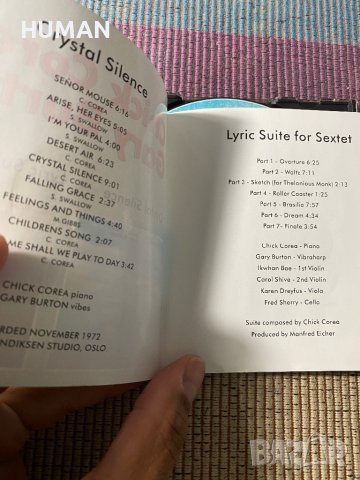 Crystal Silence
SEÑOR MOUSE 6:16
C. COREA
ARISE, HER EYES 5:05
S. SWALLOW
I'M YOUR PAL 4:00
S. SWALLOW
DESERT AIR 6:23
C. COREA
CRYSTAL SILENCE 9:01
C. COREA
FALLING GRACE 2:37
S. SWALLOW
FEELINGS AND THINGS 4:40
M. GIBBS
CHILDRENS SONG 2:07
C. COREA
ME SHALL WE PLAY TO DAY 3:42
C. COREA
CHICK COREA piano
GARY BURTON vibes
RDED NOVEMBER 1972
NDIKSEN STUDIO, OSLO
Lyric Suite for Sextet
Part 1 - Overture 6:25
Part 2 - Waltz 7:11
Part 3 - Sketch (for Thelonious Monk) 2:13
Part 4 - Roller Coaster 1:10
Part 5 - Brasilia 7:57
Part 6 - Dream 4:34
Part 7 - Finale 3:54
Chick Corea - Piano
Gary Burton - Vibraharp
Ikwhan Bae - 1st Violin
Carol Shive - 2nd Violin
Karen Dreyfus - Viola
Fred Sherry - Cello
Suite composed by Chick Corea
Produced by Manfred Eicher